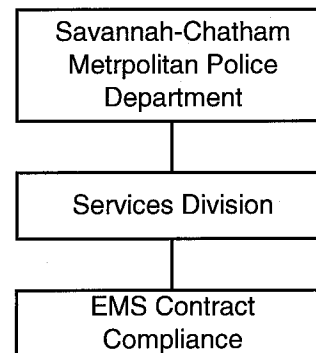 Savannah-Chatham
Metrpolitan Police
Department
Services Division
EMS Contract
Compliance